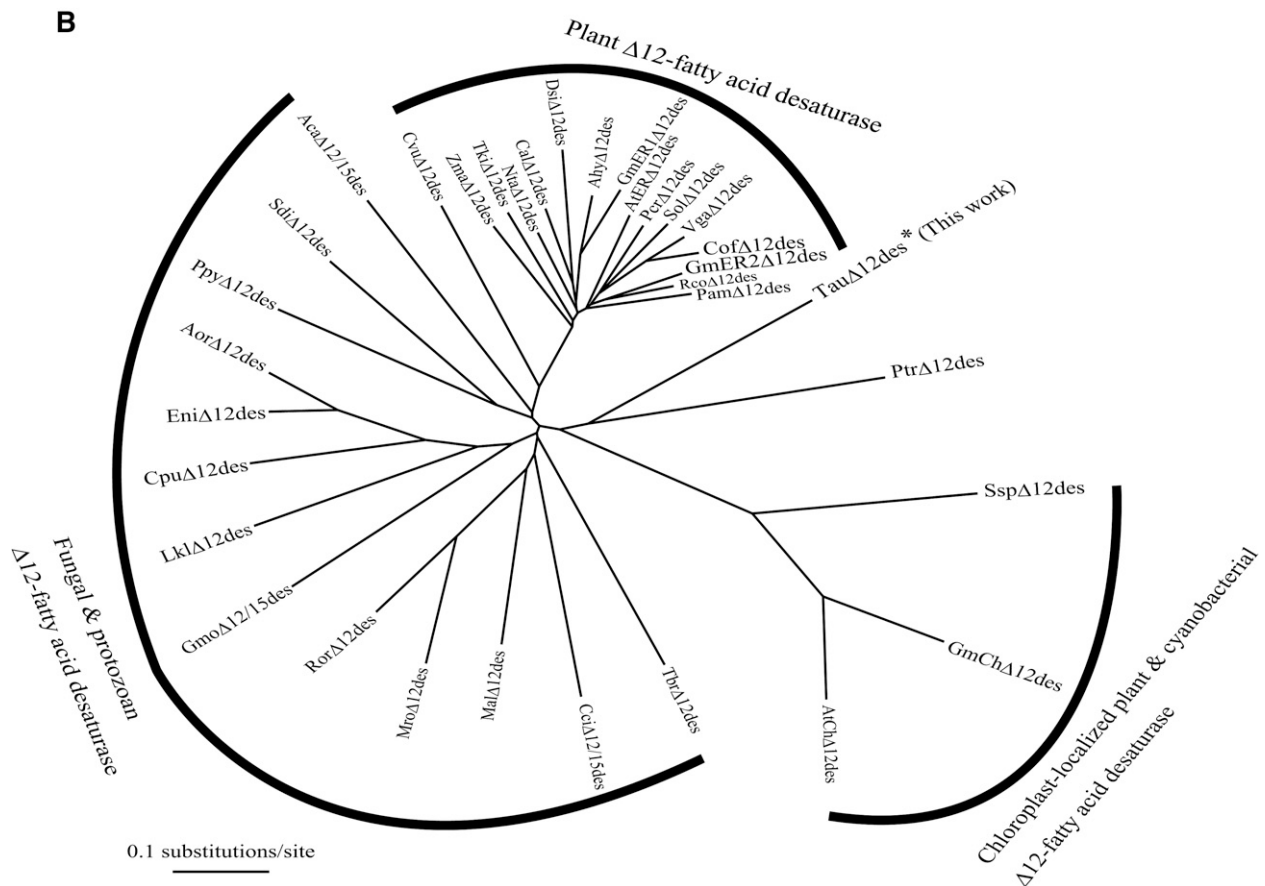 B
Plant Δ12-fatty acid desaturase
AcaΔ12/15des
SdiΔ12des
PpyΔ12des
AorΔ12des
EniΔ12des
CpuΔ12des
LklΔ12des
GmoΔ12/15des
RorΔ12des
MroΔ12des
MalΔ12des
CciΔ12/15des
TbrΔ12des
CvuΔ12des
ZmaΔ12des
TkiΔ12des
NtaΔ12des
CalΔ12des
DsiΔ12des
AhyΔ12des
GmER1Δ12des
AtERΔ12des
PcrΔ12des
SolΔ12des
VgaΔ12des
CofΔ12des
GmER2Δ12des
RcoΔ12des
PamΔ12des
TauΔ12des* (This work)
PtrΔ12des
SspΔ12des
GmChΔ12des
AtChΔ12des
Fungal & protozoan
Δ12-fatty acid desaturase
Chloroplast-localized plant & cyanobacterial
Δ12-fatty acid desaturase
0.1 substitutions/site